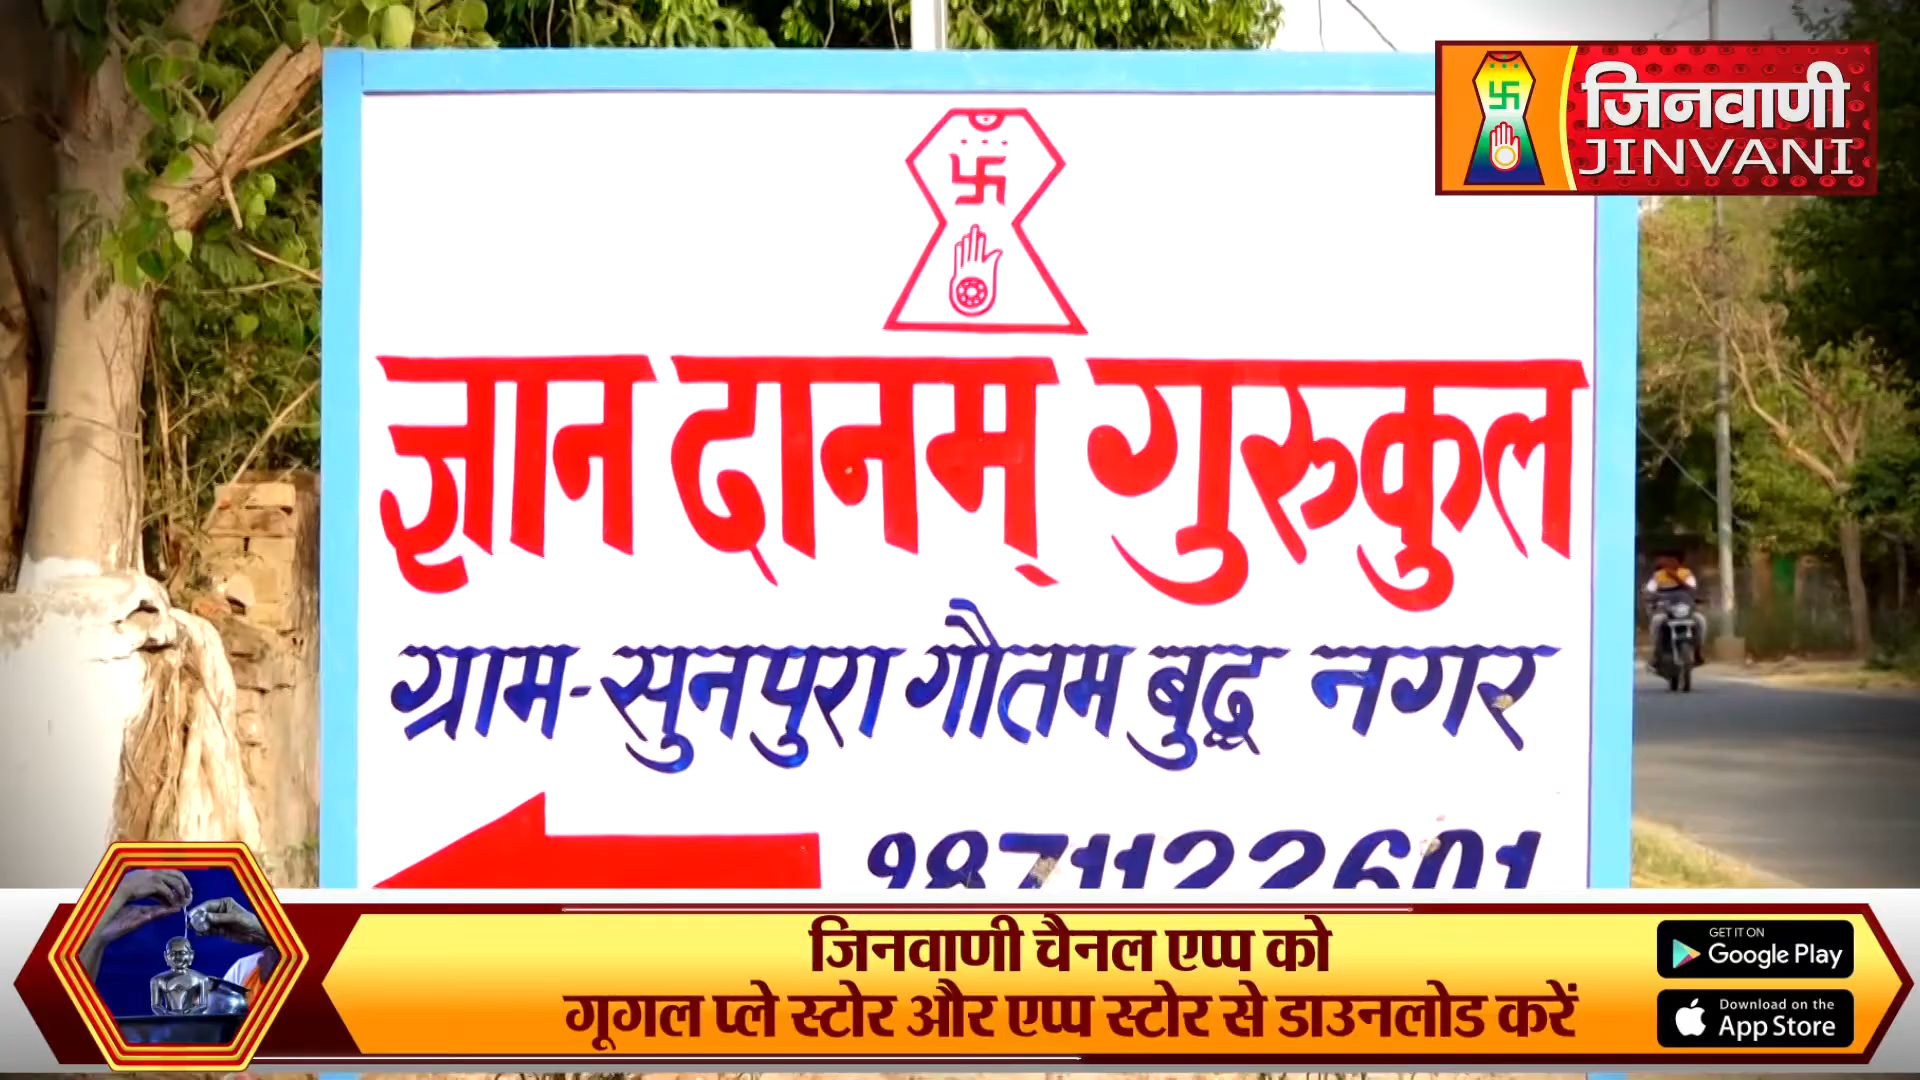 जिनवाणी
JINVANI
ज्ञान दानम् गुरुकुल
ग्राम-सुनपुरा गौतम बुद्ध नगर
9871122601
जिनवाणी चैनल एप्प को
गूगल प्ले स्टोर और एप्प स्टोर से डाउनलोड करें
GET IT ON
Google Play
Download on the
App Store